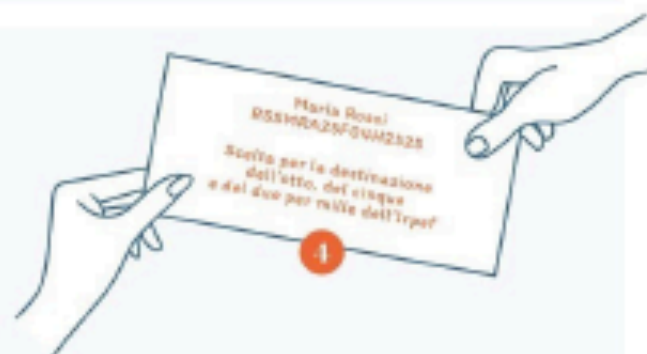 Maria Rossi
Scelta per la destinazione
dell'otto, del cinque
e del due per mille dell'Irpef
4